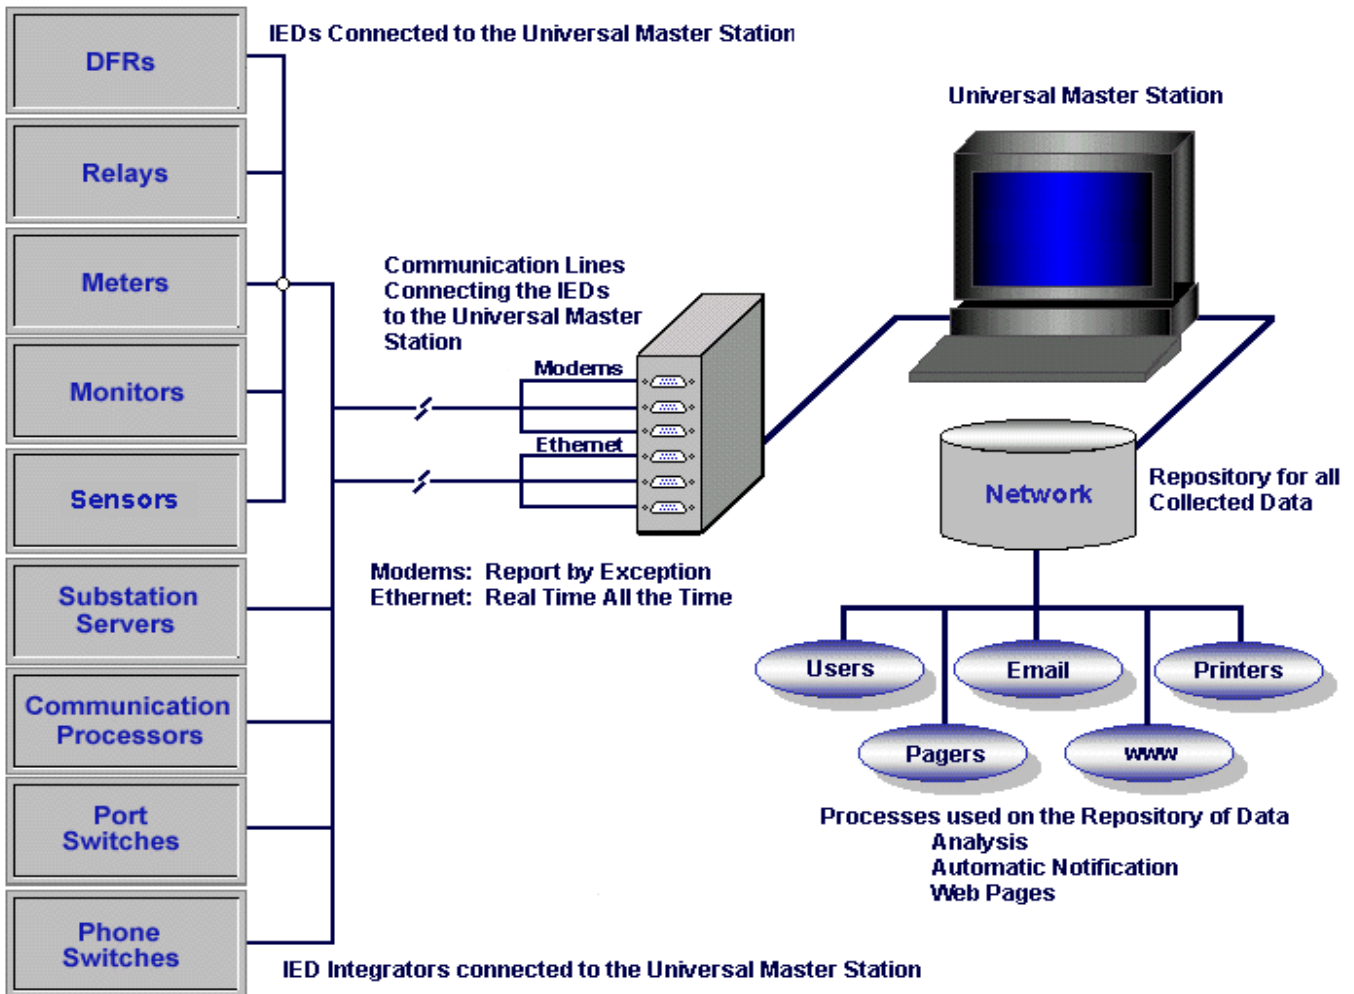 IEDs Connected to the Universal Master Station
DFRs
Relays
Meters
Monitors
Sensors
Substation
Servers
Communication
Processors
Port
Switches
Phone
Switches
IED Integrators connected to the Universal Master Station
Communication Lines
Connecting the IEDs
to the Universal Master
Station
Modems
Ethernet
Modems: Report by Exception
Ethernet: Real Time All the Time
Universal Master Station
Network
Repository for all
Collected Data
Users
Email
Printers
Pagers
www
Processes used on the Repository of Data
Analysis
Automatic Notification
Web Pages